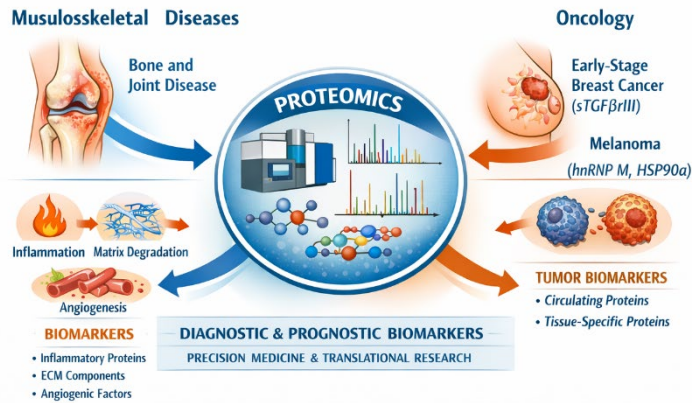 Musulosskeletal Diseases
Bone and
Joint Disease
Inflammation
Matrix Degradation
Angiogenesis
BIOMARKERS
• Inflammatory Proteins
• ECM Components
• Angiogenic Factors
PROTEOMICS
DIAGNOSTIC & PROGNOSTIC BIOMARKERS
PRECISION MEDICINE & TRANSLATIONAL RESEARCH
Oncology
Early-Stage
Breast Cancer
(sTGFβrIII)
Melanoma
(hnRNP M, HSP90a)
TUMOR BIOMARKERS
• Circulating Proteins
• Tissue-Specific Proteins